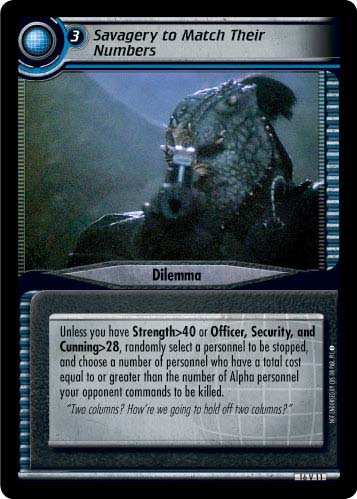 3
Savagery to Match Their
Numbers
Dilemma
Unless you have Strength>40 or Officer, Security, and
Cunning>28, randomly select a personnel to be stopped,
and choose a number of personnel who have a total cost
equal to or greater than the number of Alpha personnel
your opponent commands to be killed.
"Two columns? How're we going to hold off two columns?"
16 V 11